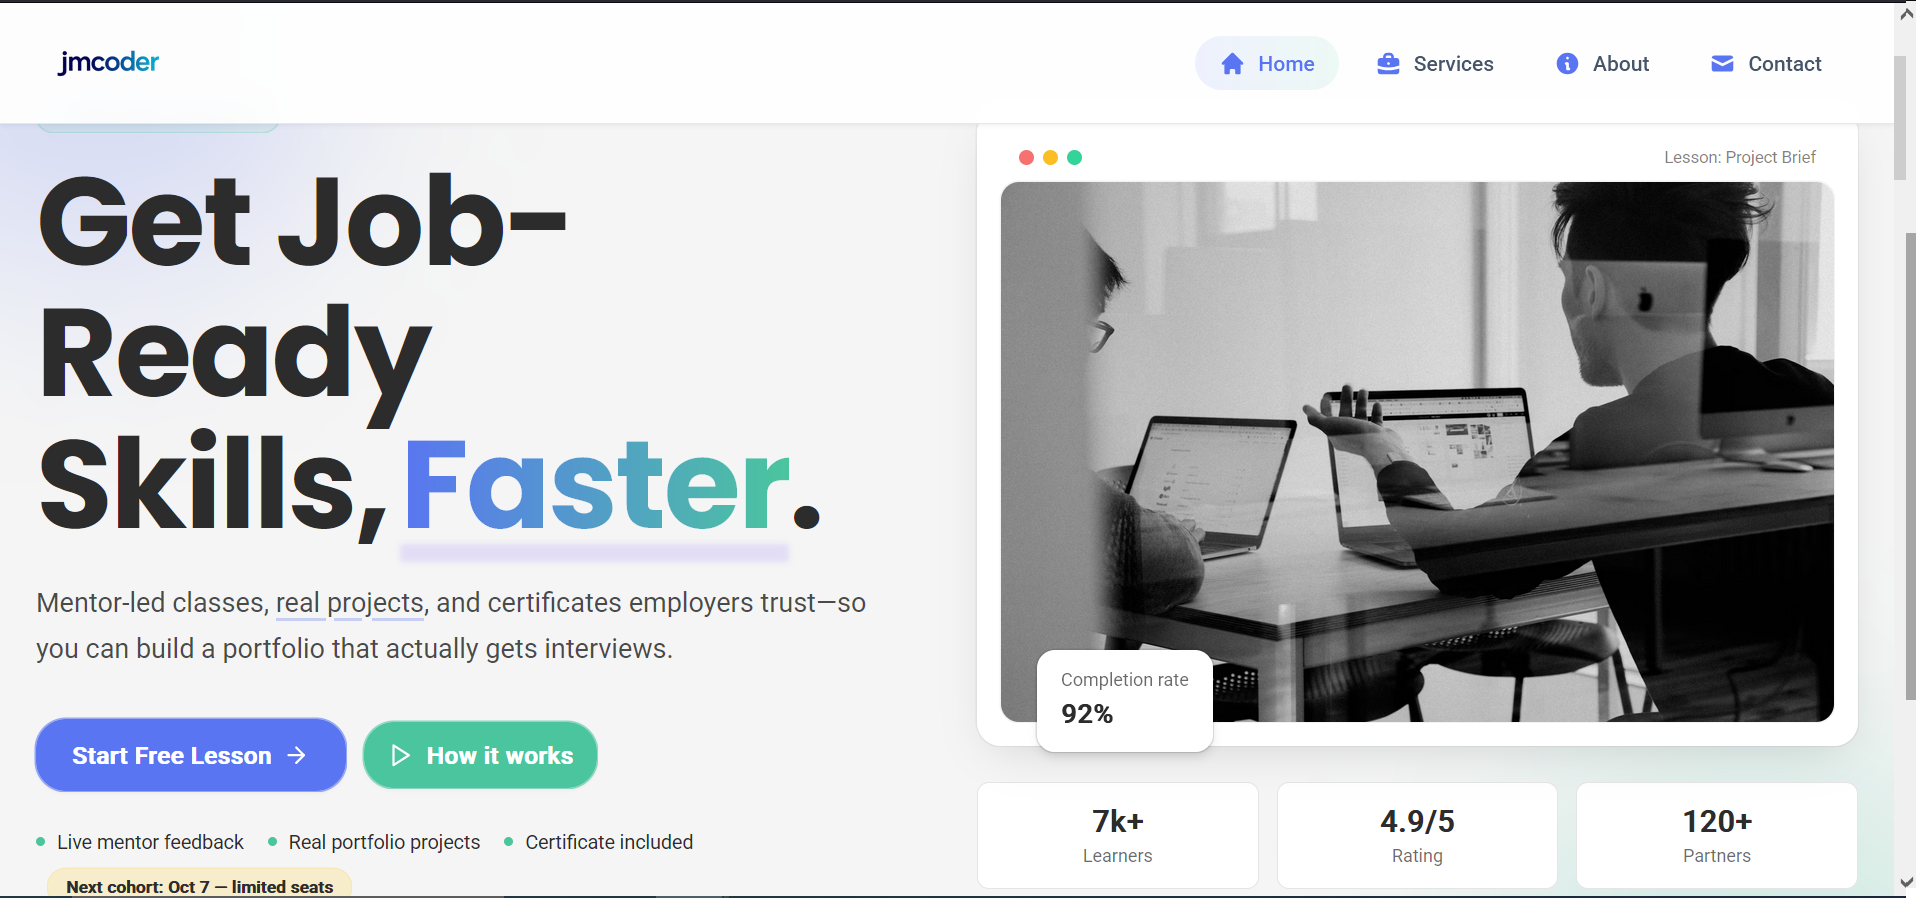 jmcoder
Home
Services
About
Contact
Get Job-
Ready
Skills, Faster.
Mentor-led classes, real projects, and certificates employers trust—so
you can build a portfolio that actually gets interviews.
Start Free Lesson →
How it works
Live mentor feedback
Real portfolio projects
Certificate included
Next cohort: Oct 7 — limited seats
Lesson: Project Brief
Completion rate
92%
7k+
Learners
4.9/5
Rating
120+
Partners